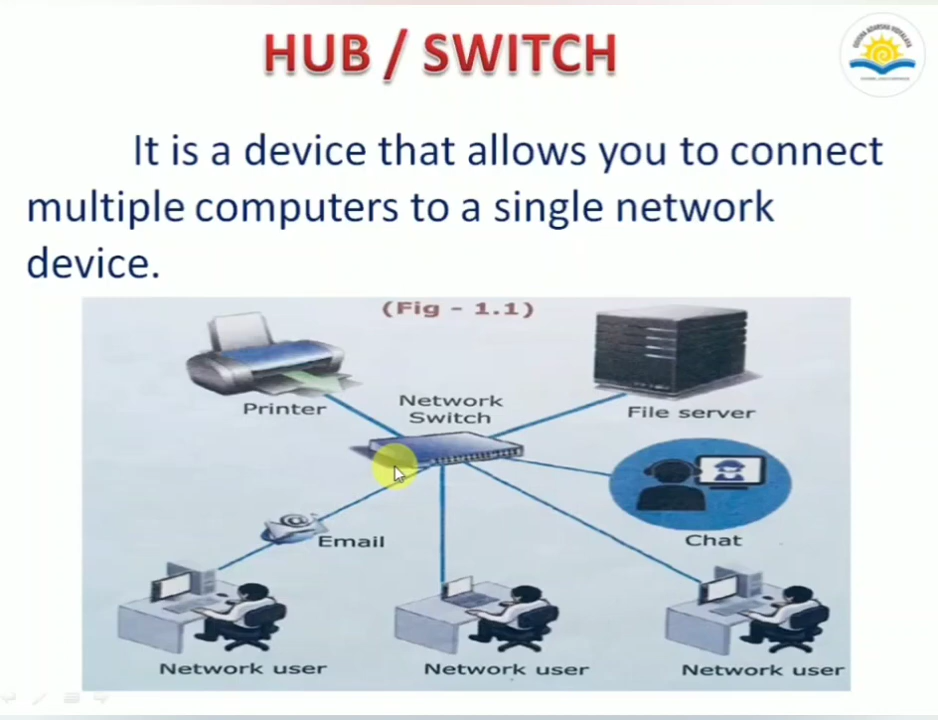 HUB / SWITCH
It is a device that allows you to connect
multiple computers to a single network
device.
(Fig - 1.1)
Printer
Network
Switch
File server
Email
Chat
Network user
Network user
Network user